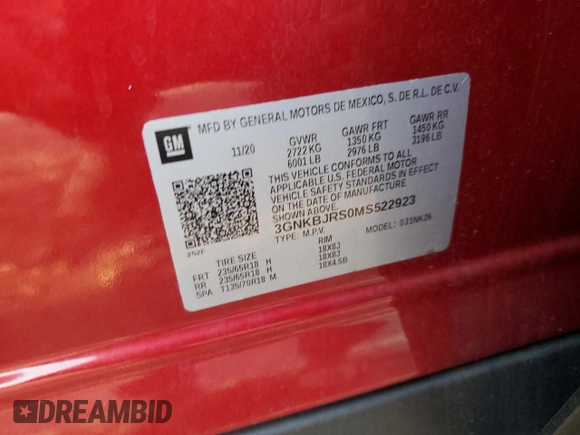 GM
MFD BY GENERAL MOTORS DE MEXICO, S. DE R.L. DE C.V.
11/20 GVWR GAWR FRT GAWR RR
2722 KG 1350 KG 1450 KG
6001 LB 2976 LB 3196 LB
THIS VEHICLE CONFORMS TO ALL
APPLICABLE U.S. FEDERAL MOTOR
VEHICLE SAFETY STANDARDS IN EFFECT
ON THE DATE OF MANUFACTURE
SHOWN ABOVE.
3GNKBJRS0MS522923
TYPE: M.P.V. MODEL: 031NK26
252F
TIRE SIZE RIM
FRT 235/65R18 H 18X8J
RR 235/65R18 H 18X8J
SPA T135/70R18 M 18X4.5B
DREAMBID